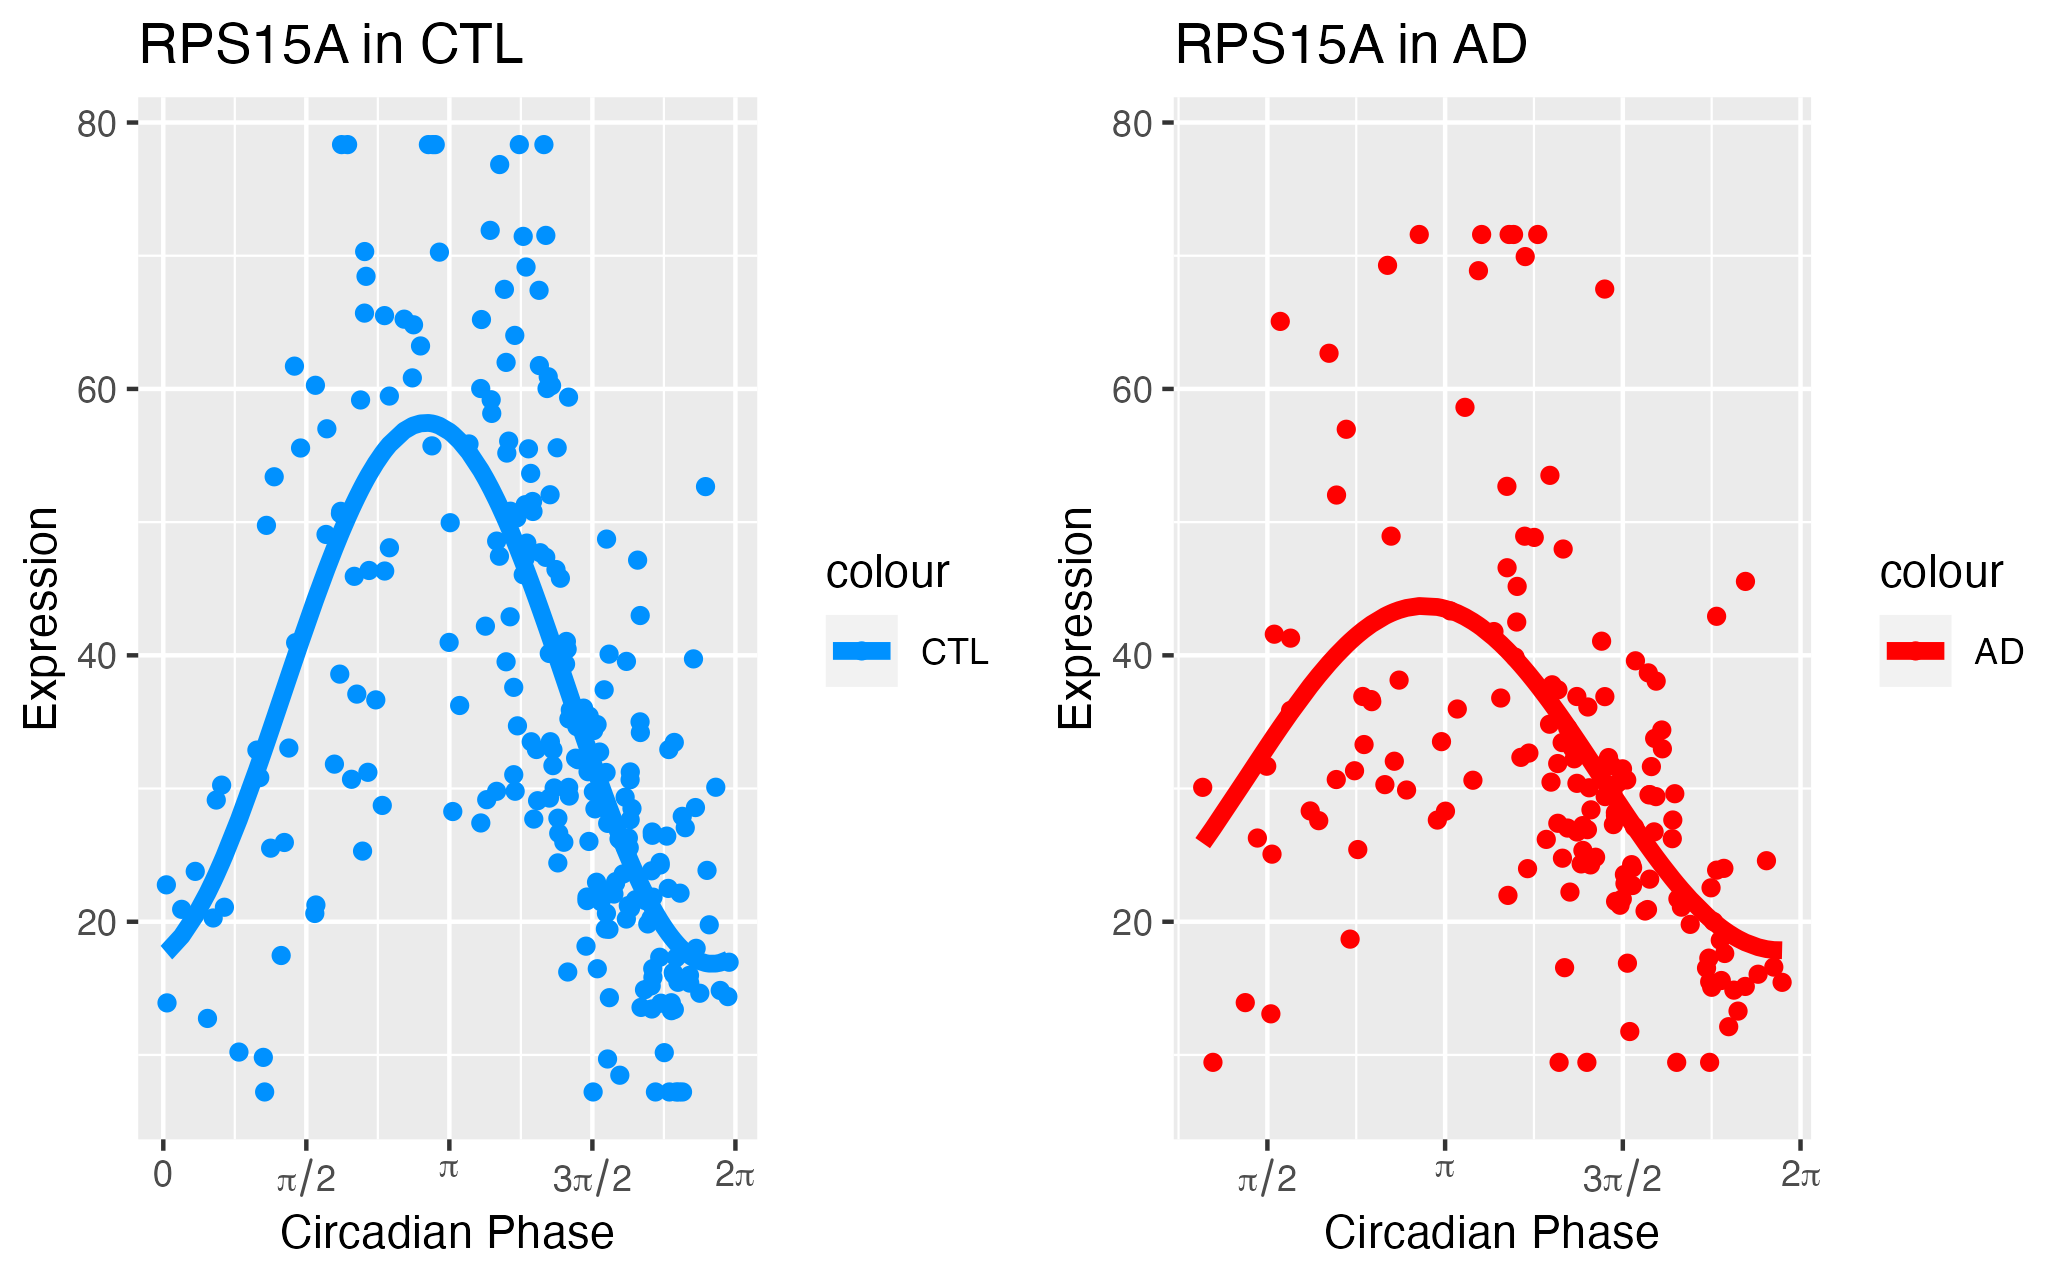 RPS15A in CTL
80
60
40
20
Expression
0
π/2
π
3π/2
2π
Circadian Phase
colour
CTL
RPS15A in AD
80
60
40
20
Expression
π/2
π
3π/2
2π
Circadian Phase
colour
AD